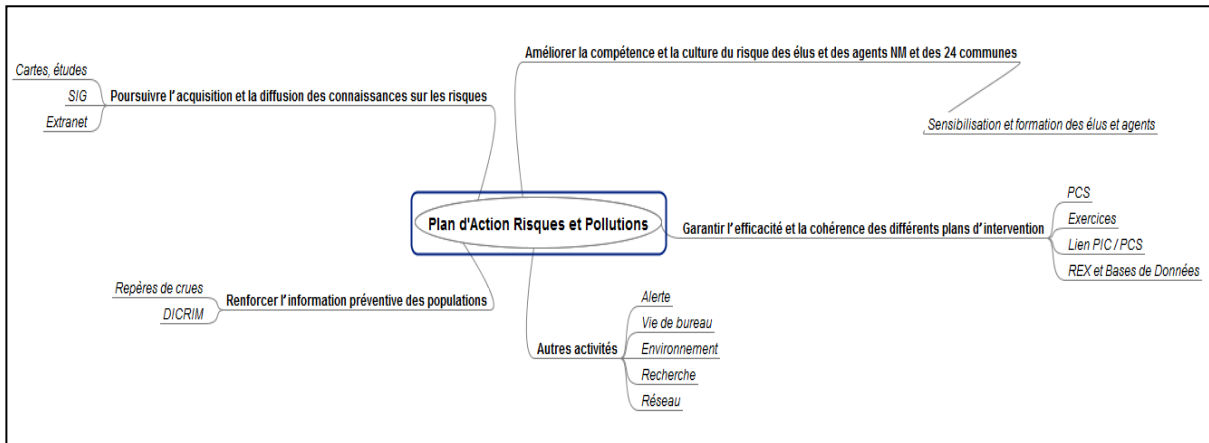 Améliorer la compétence et la culture du risque des élus et des agents NM et des 24 communes
Sensibilisation et formation des élus et agents
Cartes, études
SIG
Extranet
Poursuivre l'acquisition et la diffusion des connaissances sur les risques
Plan d'Action Risques et Pollutions
Garantir l'efficacité et la cohérence des différents plans d'intervention
PCS
Exercices
Lien PIC / PCS
REX et Bases de Données
Repères de crues
DICRIM
Renforcer l'information préventive des populations
Autres activités
Alerte
Vie de bureau
Environnement
Recherche
Réseau